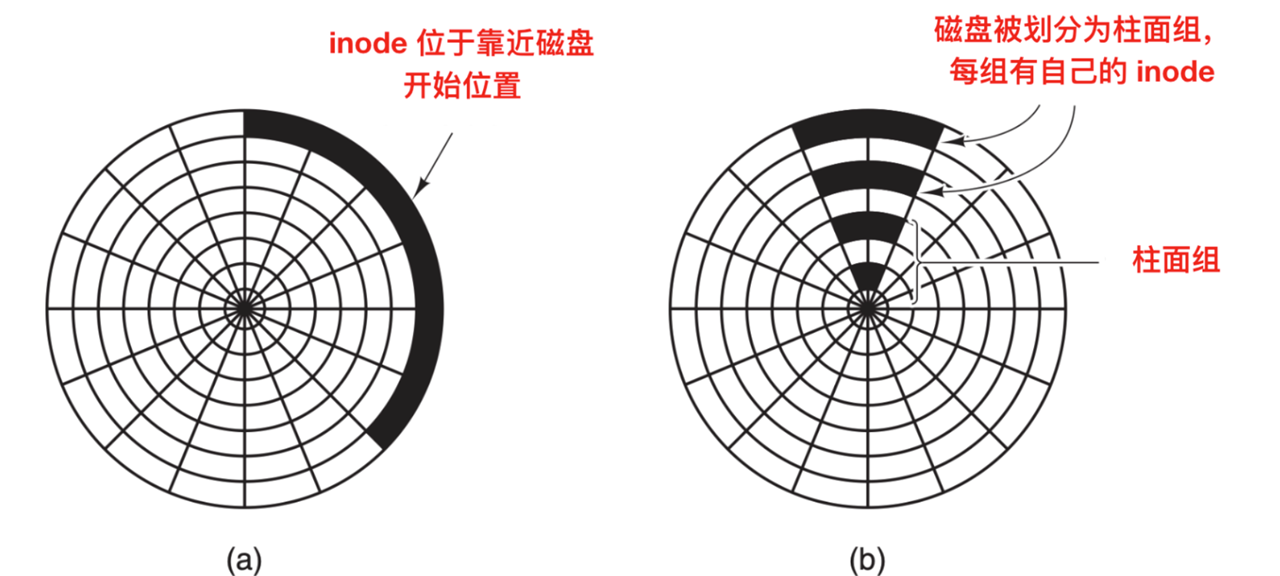 inode 位于靠近磁盘
开始位置
磁盘被划分为柱面组，
每组有自己的 inode
柱面组
(a)
(b)